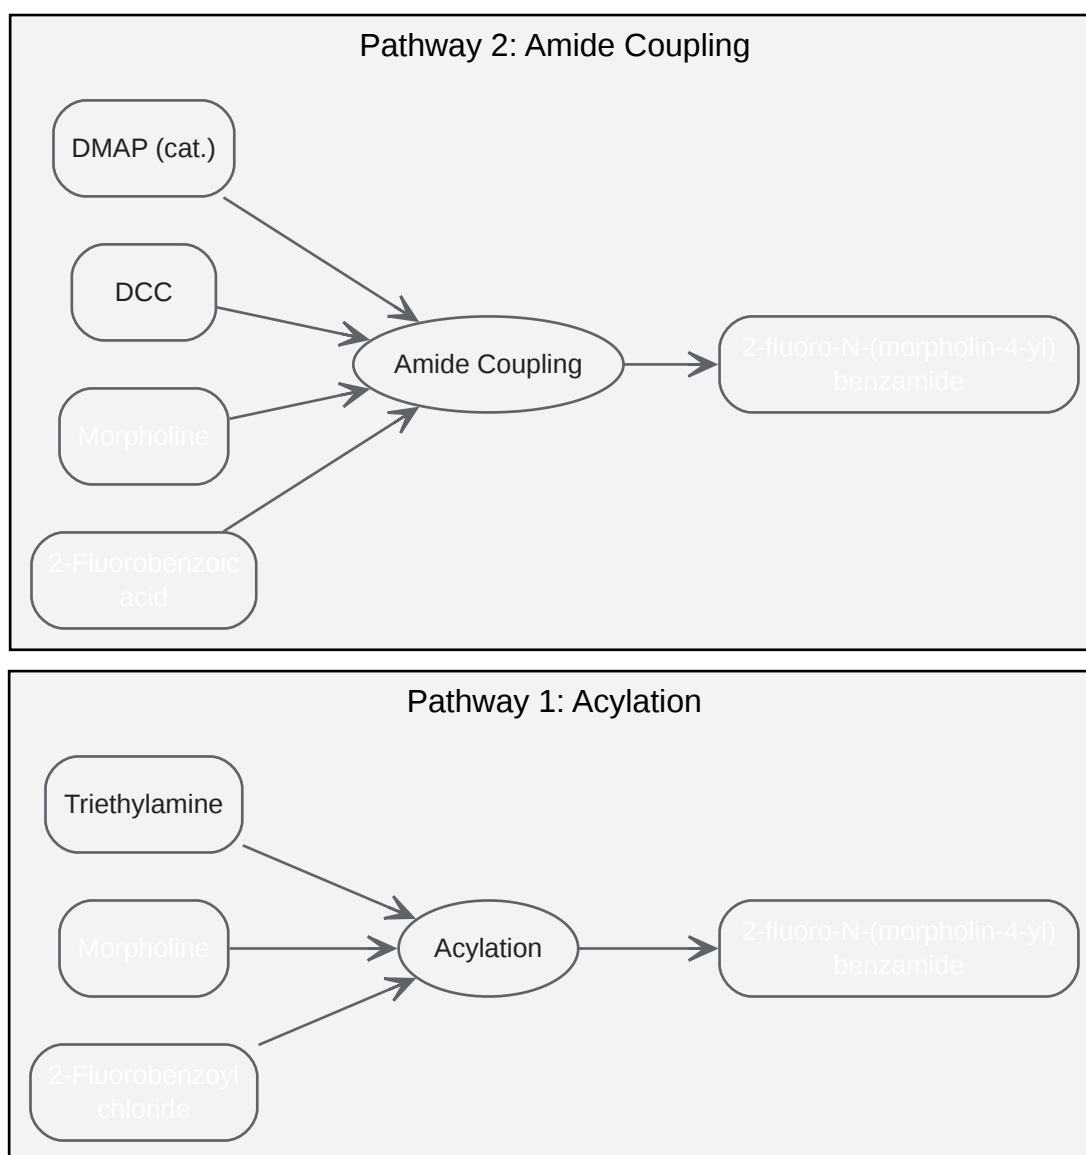 Pathway 2: Amide Coupling
DMAP (cat.)
DCC
Morpholine
2-Fluorobenzoic
acid
Amide Coupling
2-fluoro-N-(morpholin-4-yl)
benzamide
Pathway 1: Acylation
Triethylamine
Morpholine
2-Fluorobenzoyl
chloride
Acylation
2-fluoro-N-(morpholin-4-yl)
benzamide